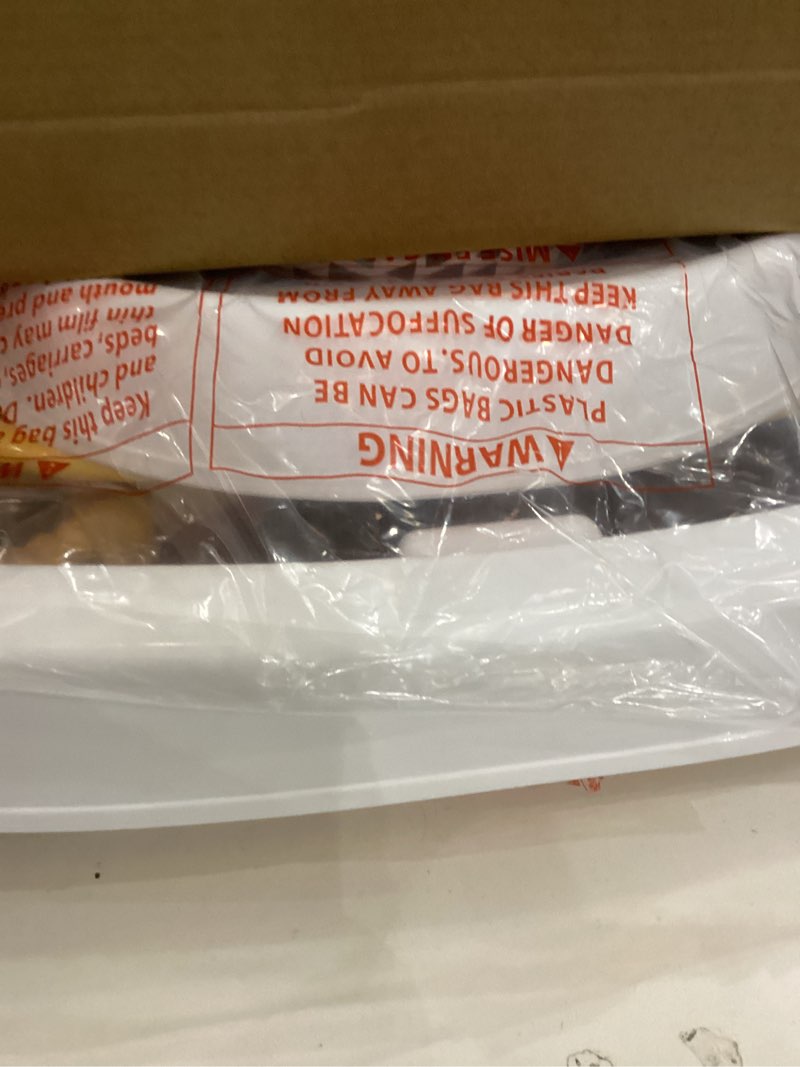 ⚠WARNING
PLASTIC BAGS CAN BE
DANGEROUS. TO AVOID
DANGER OF SUFFOCATION
KEEP THIS BAG AWAY FROM
Keep this bag
and children. D
beds, carriages,
thin film may
mouth and pr